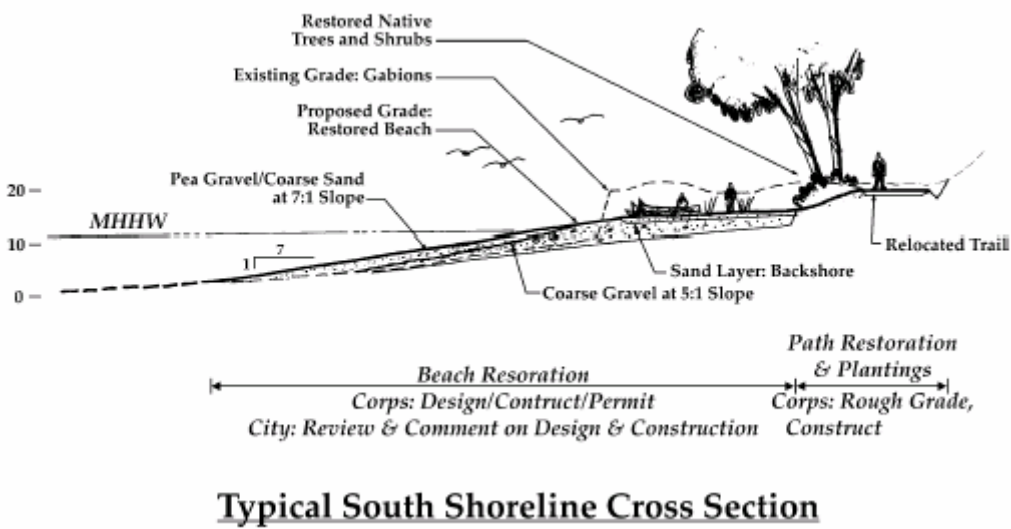 Restored Native
Trees and Shrubs
Existing Grade: Gabions
Proposed Grade:
Restored Beach
Pea Gravel/Coarse Sand
at 7:1 Slope
20
MHHW
10
0
7
1
Relocated Trail
Sand Layer: Backshore
Coarse Gravel at 5:1 Slope
Beach Resoration
Corps: Design/Contruct/Permit
City: Review & Comment on Design & Construction
Path Restoration
& Plantings
Corps: Rough Grade,
Construct
Typical South Shoreline Cross Section